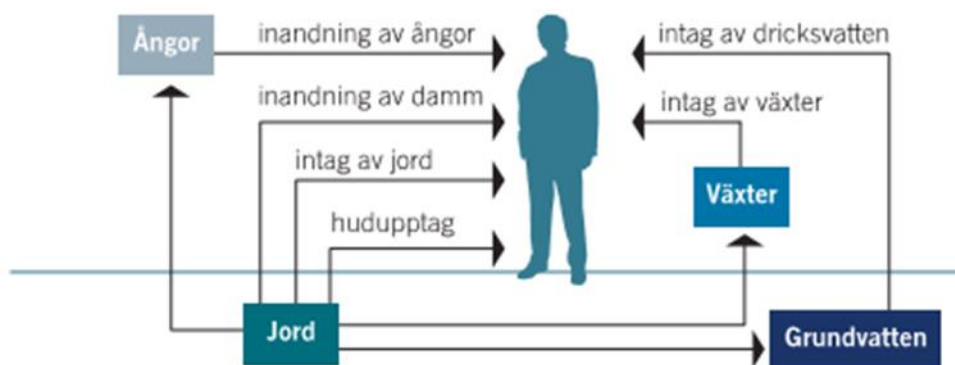 Ångor
inandning av ångor
intag av dricksvatten
inandning av damm
intag av växter
intag av jord
Växter
hudupptag
Jord
Grundvatten